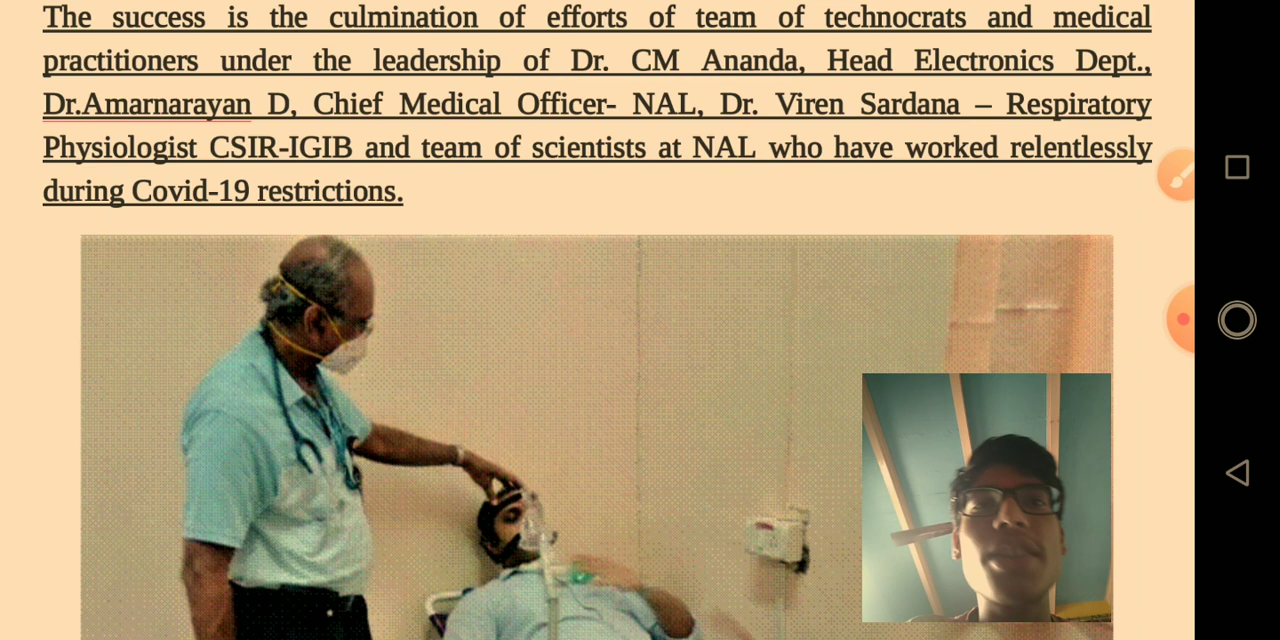 The success is the culmination of efforts of team of technocrats and medical
practitioners under the leadership of Dr. CM Ananda, Head Electronics Dept.,
Dr.Amarnarayan D, Chief Medical Officer- NAL, Dr. Viren Sardana – Respiratory
Physiologist CSIR-IGIB and team of scientists at NAL who have worked relentlessly
during Covid-19 restrictions.